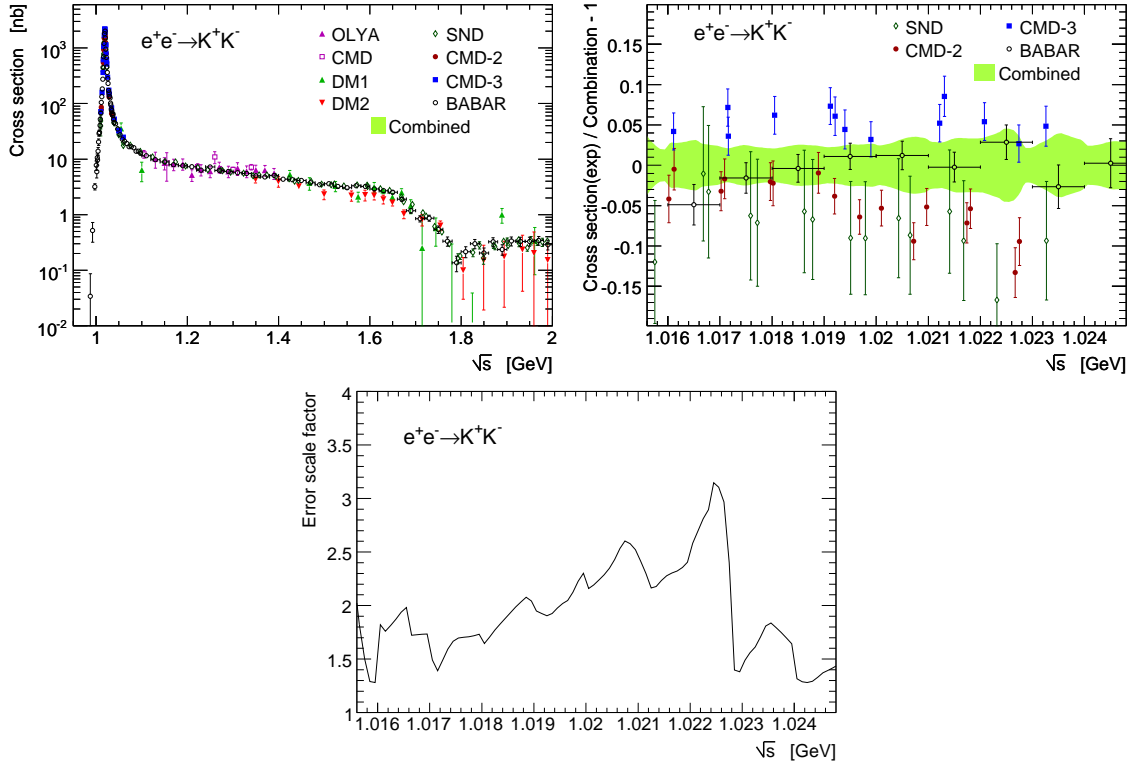 Cross section [nb]
e⁺e⁻→K⁺K⁻
OLYA
CMD
DM1
DM2
SND
CMD-2
CMD-3
BABAR
Combined
10³
10²
10
1
10⁻¹
10⁻²
1 1.2 1.4 1.6 1.8 2
√s [GeV]
Cross section(exp) / Combination - 1
e⁺e⁻→K⁺K⁻
SND
CMD-2
CMD-3
BABAR
Combined
0.15
0.1
0.05
0
-0.05
-0.1
-0.15
1.016 1.017 1.018 1.019 1.02 1.021 1.022 1.023 1.024
√s [GeV]
Error scale factor
e⁺e⁻→K⁺K⁻
4
3.5
3
2.5
2
1.5
1
1.016 1.017 1.018 1.019 1.02 1.021 1.022 1.023 1.024
√s [GeV]